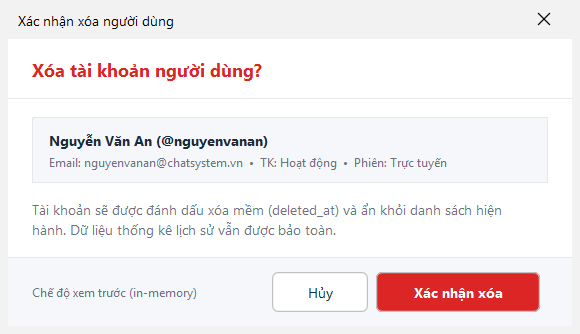 Xác nhận xóa người dùng
Xóa tài khoản người dùng?
Nguyễn Văn An (@nguyenvanan)
Email: nguyenvanan@chatsystem.vn • TK: Hoạt động • Phiên: Trực tuyến
Tài khoản sẽ được đánh dấu xóa mềm (deleted_at) và ẩn khỏi danh sách hiện
hành. Dữ liệu thống kê lịch sử vẫn được bảo toàn.
Chế độ xem trước (in-memory)
Hủy
Xác nhận xóa